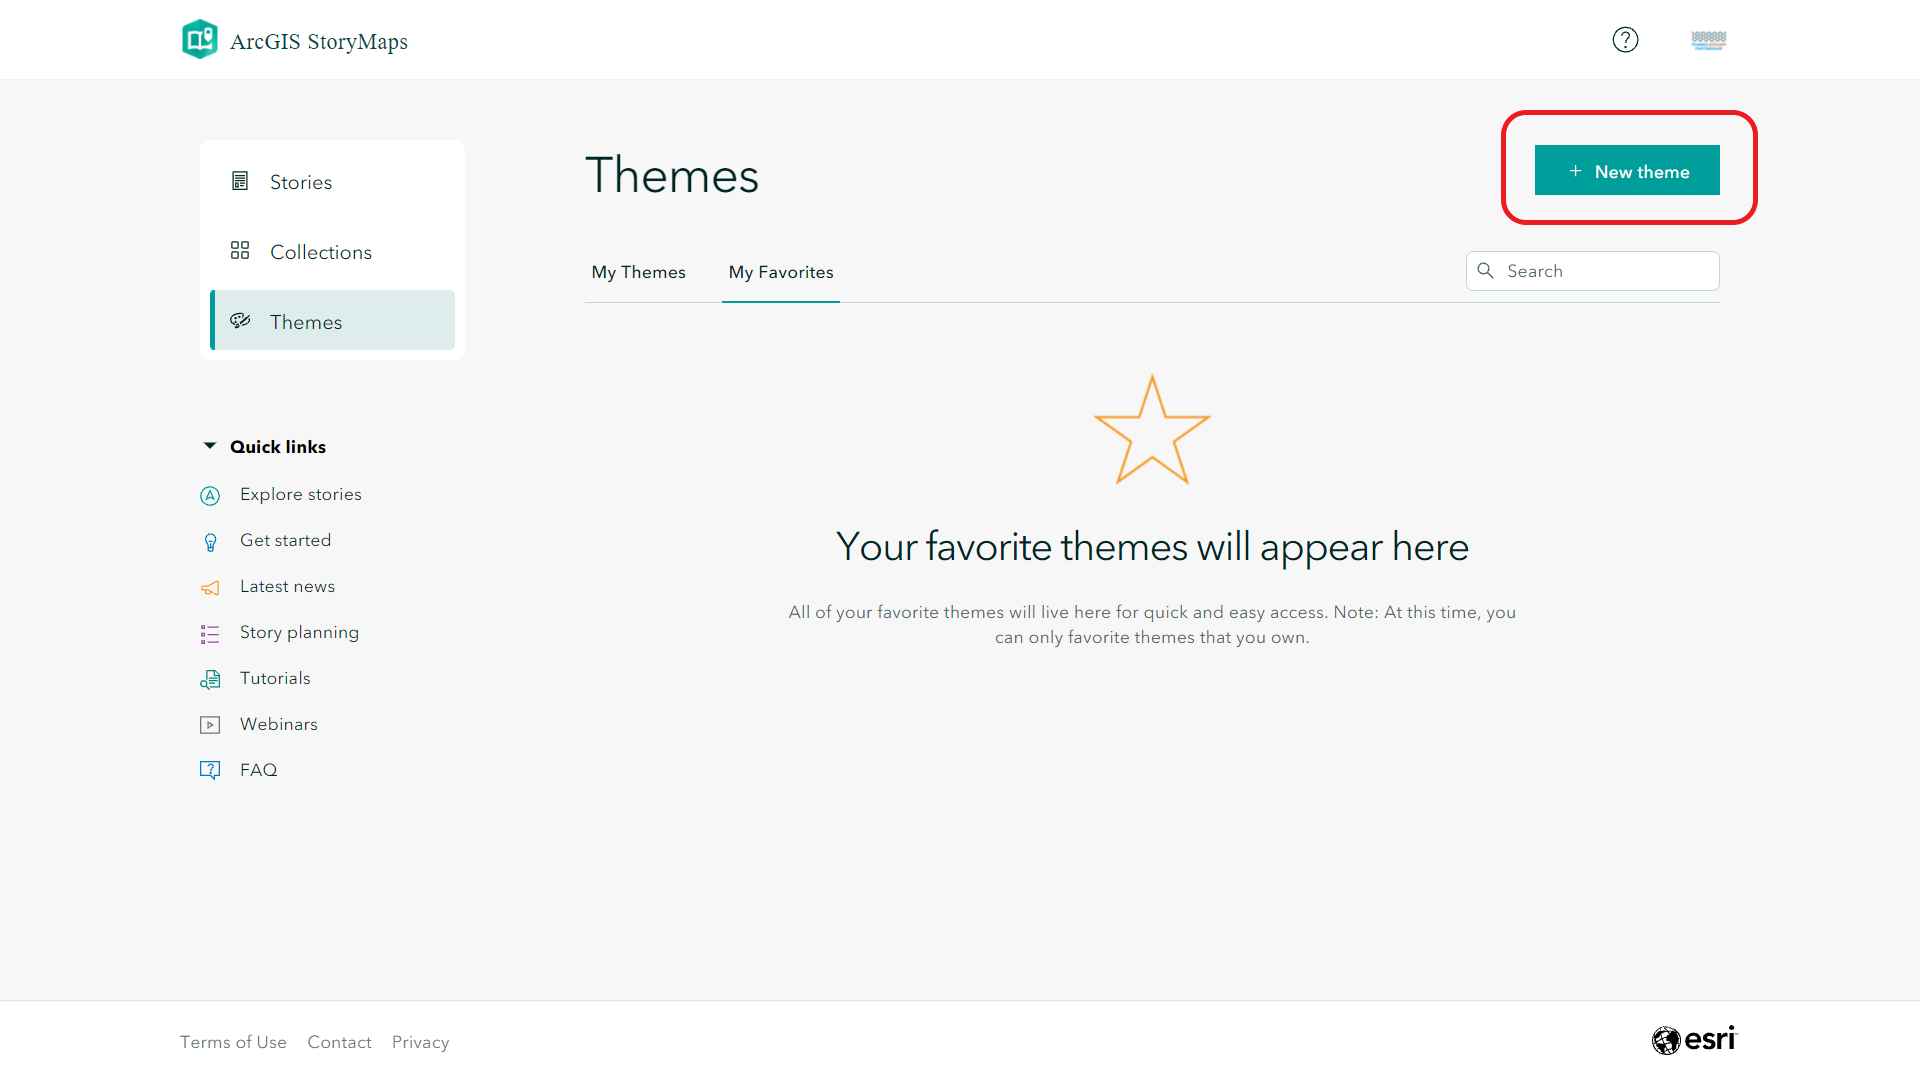 ArcGIS StoryMaps
?
THAMES ESTUARY
PARTNERSHIP
Stories
Collections
Themes
Quick links
Explore stories
Get started
Latest news
Story planning
Tutorials
Webinars
FAQ
Themes
+ New theme
My Themes
My Favorites
Search
Your favorite themes will appear here
All of your favorite themes will live here for quick and easy access. Note: At this time, you
can only favorite themes that you own.
Terms of Use
Contact
Privacy
esri